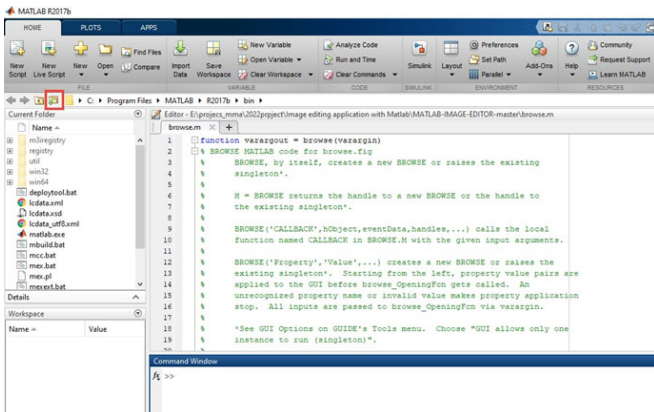 MATLAB R2017b
HOME PLOTS APPS
New Script New Live Script New Open Find Files Compare Import Data Save Workspace New Variable Open Variable Clear Workspace Analyze Code Run and Time Clear Commands Simulink Layout Preferences Set Path Parallel Add-Ons Help Community Request Support Learn MATLAB
FILE VARIABLE CODE SIMULINK ENVIRONMENT RESOURCES
C: Program Files MATLAB R2017b bin
Current Folder
Name
m3iregistry
registry
util
win32
win64
deploytool.bat
lcdata.xml
lcdata.xsd
lcdata_utf8.xml
matlab.exe
mbuild.bat
mcc.bat
mex.bat
mex.pl
mexext.bat
Details
Workspace
Name Value
Editor - E:\projecs_mma\2022prpject\Image editing application with Matlab\MATLAB-IMAGE-EDITOR-master\browse.m
browse.m
1 function varargout = browse(varargin)
2 % BROWSE MATLAB code for browse.fig
3 % BROWSE, by itself, creates a new BROWSE or raises the existing
4 % singleton*.
5 %
6 % H = BROWSE returns the handle to a new BROWSE or the handle to
7 % the existing singleton*.
8 %
9 % BROWSE('CALLBACK',hObject,eventData,handles,...) calls the local
10 % function named CALLBACK in BROWSE.M with the given input arguments.
11 %
12 % BROWSE('Property','Value',...) creates a new BROWSE or raises the
13 % existing singleton*. Starting from the left, property value pairs are
14 % applied to the GUI before browse_OpeningFcn gets called. An
15 % unrecognized property name or invalid value makes property application
16 % stop. All inputs are passed to browse_OpeningFcn via varargin.
17 %
18 % *See GUI Options on GUIDE's Tools menu. Choose "GUI allows only one
19 % instance to run (singleton)".
20 %
Command Window
fx >>